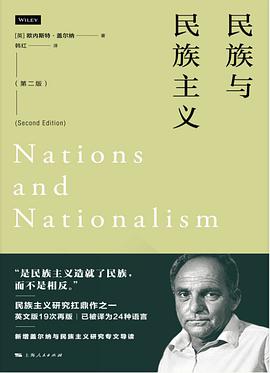 WILEY
[英] 欧内斯特·盖尔纳 著
韩红 译
民族与
民族主义
(第二版)
(Second Edition)
Nations
and
Nationalism
“是民族主义造就了民族，
而不是相反。”
民族主义研究扛鼎作之一
英文版19次再版｜已被译为24种语言
新增盖尔纳与民族主义研究专文导读
上海人民出版社